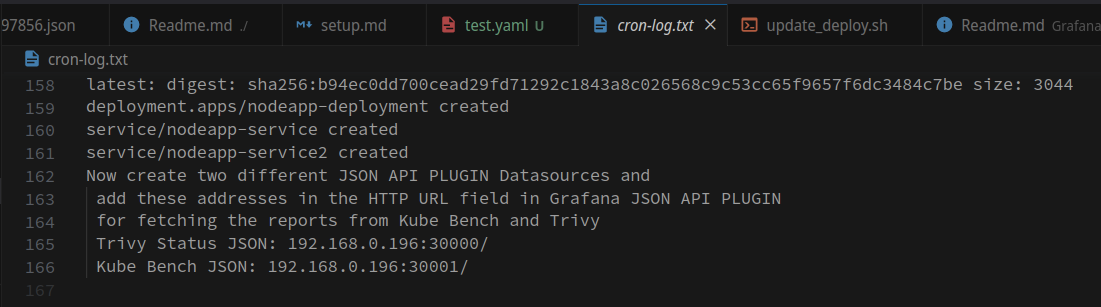 97856.json Readme.md ./ setup.md test.yaml U cron-log.txt update_deploy.sh Readme.md Grafana
cron-log.txt
158 latest: digest: sha256:b94ec0dd700cead29fd71292c1843a8c026568c9c53cc65f9657f6dc3484c7be size: 3044
159 deployment.apps/nodeapp-deployment created
160 service/nodeapp-service created
161 service/nodeapp-service2 created
162 Now create two different JSON API PLUGIN Datasources and
163 add these addresses in the HTTP URL field in Grafana JSON API PLUGIN
164 for fetching the reports from Kube Bench and Trivy
165 Trivy Status JSON: 192.168.0.196:30000/
166 Kube Bench JSON: 192.168.0.196:30001/
167